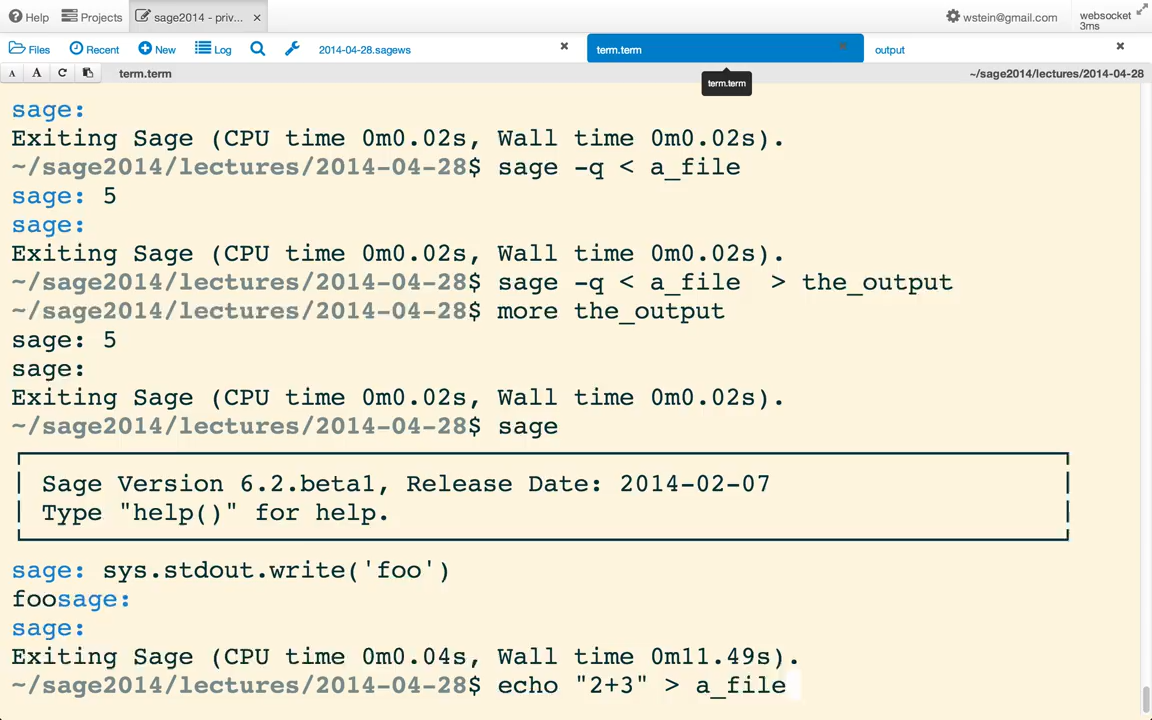 Help Projects sage2014 - priv... × wstein@gmail.com websocket
3ms
Files Recent New Log 2014-04-28.sagews × term.term × output ×
A A C term.term ~/sage2014/lectures/2014-04-28
term.term
sage:
Exiting Sage (CPU time 0m0.02s, Wall time 0m0.02s).
~/sage2014/lectures/2014-04-28$ sage -q < a_file
sage: 5
sage:
Exiting Sage (CPU time 0m0.02s, Wall time 0m0.02s).
~/sage2014/lectures/2014-04-28$ sage -q < a_file  > the_output
~/sage2014/lectures/2014-04-28$ more the_output
sage: 5
sage:
Exiting Sage (CPU time 0m0.02s, Wall time 0m0.02s).
~/sage2014/lectures/2014-04-28$ sage
Sage Version 6.2.beta1, Release Date: 2014-02-07
Type "help()" for help.
sage: sys.stdout.write('foo')
foosage:
sage:
Exiting Sage (CPU time 0m0.04s, Wall time 0m11.49s).
~/sage2014/lectures/2014-04-28$ echo "2+3" > a_file